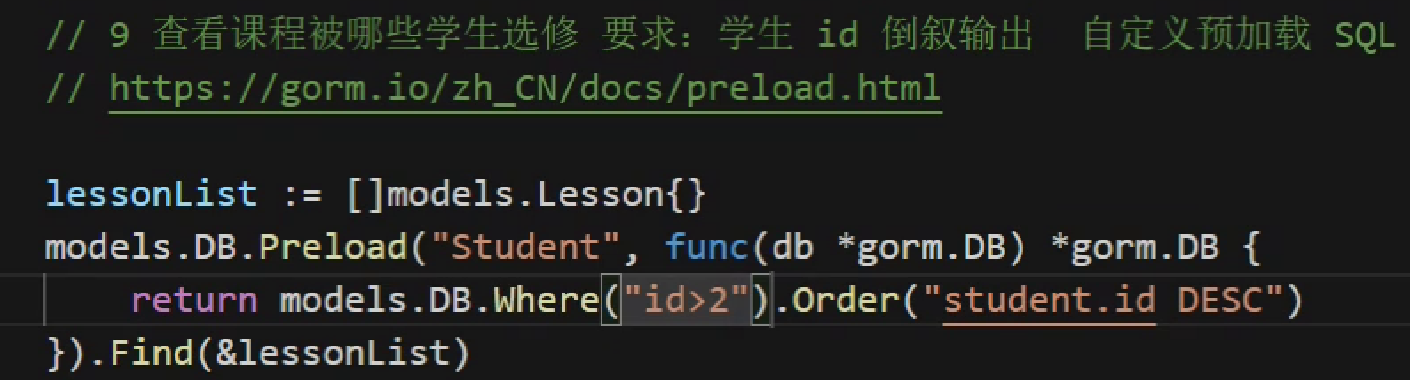 // 9 查看课程被哪些学生选修 要求：学生 id 倒叙输出  自定义预加载 SQL
// https://gorm.io/zh_CN/docs/preload.html
lessonList := []models.Lesson{}
models.DB.Preload("Student", func(db *gorm.DB) *gorm.DB {
    return models.DB.Where("id>2").Order("student.id DESC")
}).Find(&lessonList)